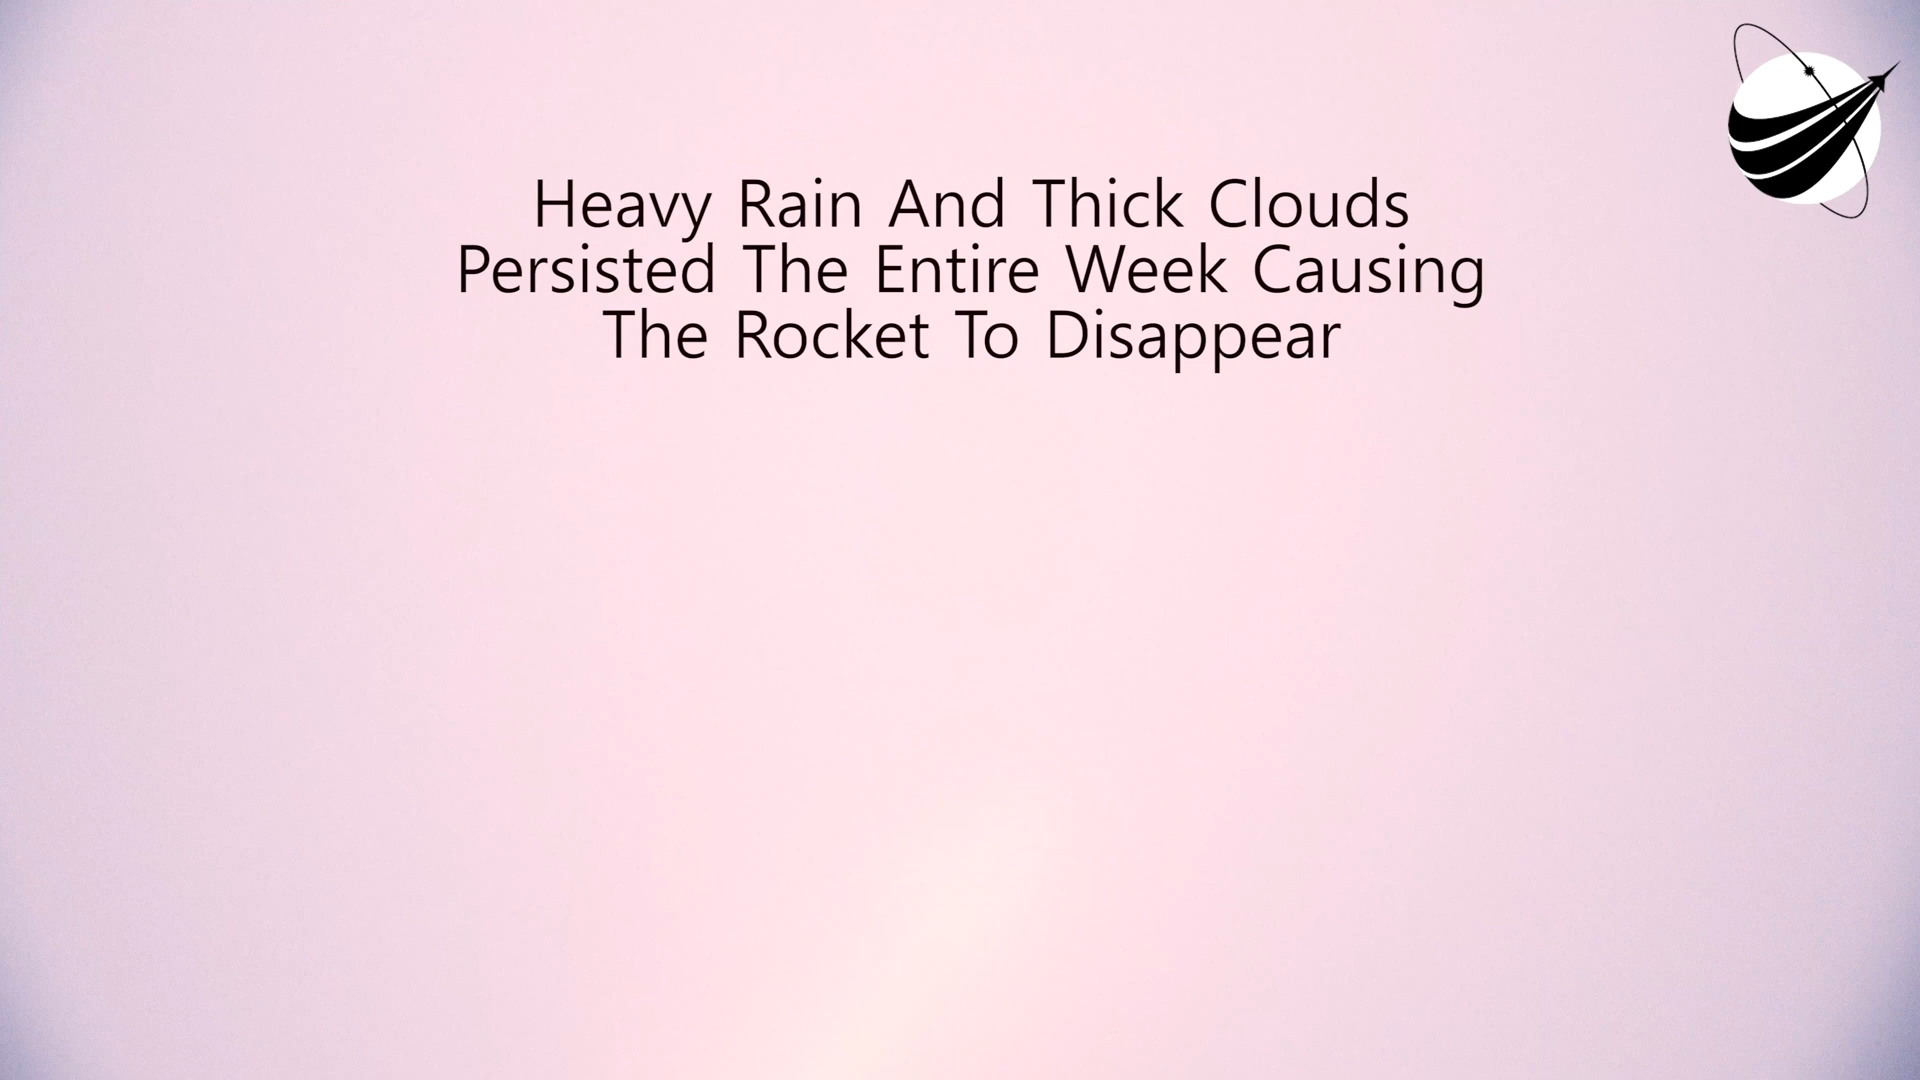 Heavy Rain And Thick Clouds
Persisted The Entire Week Causing
The Rocket To Disappear